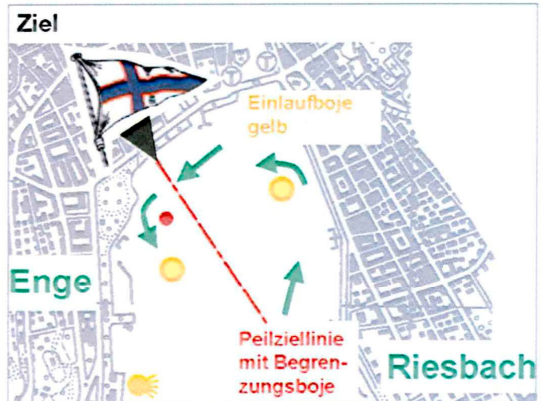 Ziel
Einlaufboje
gelb
Enge
Peilziellinie
mit Begren-
zungsboje
Riesbach